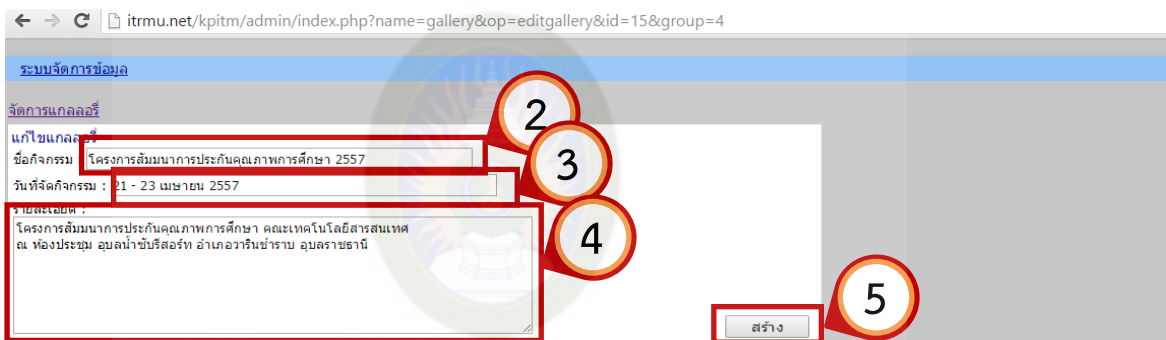 itrmu.net/kpitm/admin/index.php?name=gallery&op=editgallery&id=15&group=4
ระบบจัดการข้อมูล
จัดการแกลลอรี่
2
แก้ไขแกลลอรี่
ชื่อกิจกรรม : โครงการสัมมนาการประกันคุณภาพการศึกษา 2557
3
วันที่จัดกิจกรรม : 21 - 23 เมษายน 2557
รายละเอียด :
โครงการสัมมนาการประกันคุณภาพการศึกษา คณะเทคโนโลยีสารสนเทศ
ณ ห้องประชุม อุบลน้ำซับรีสอร์ท อำเภอวารินชำราบ อุบลราชธานี
4
5
สร้าง